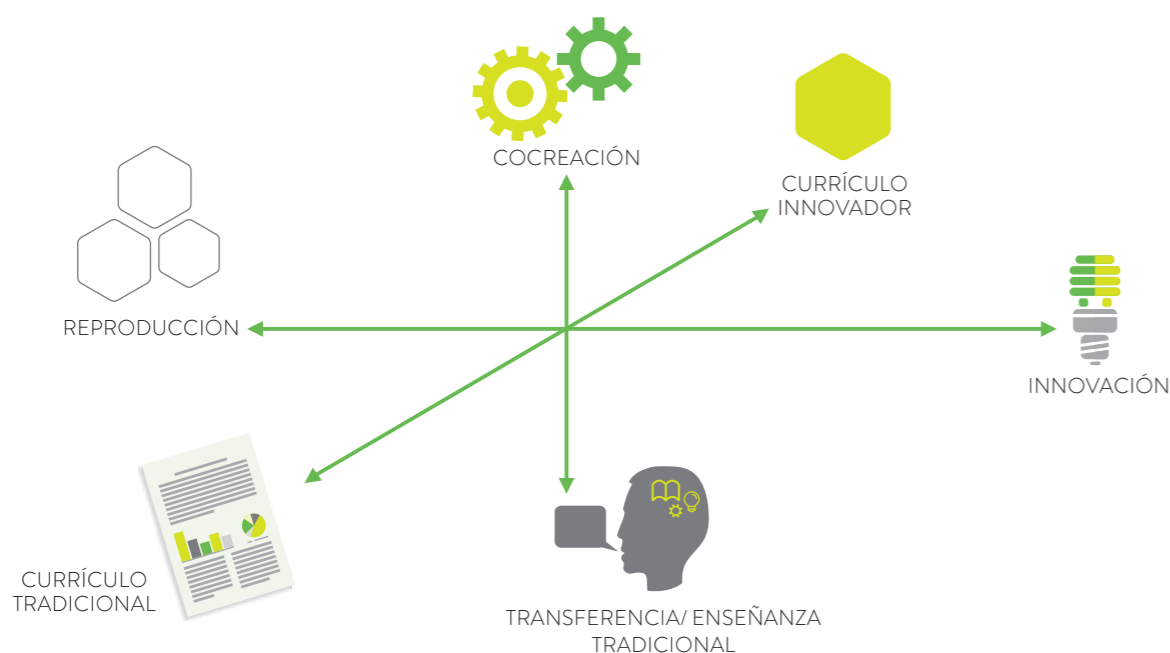 COCREACIÓN
CURRÍCULO
INNOVADOR
REPRODUCCIÓN
INNOVACIÓN
CURRÍCULO
TRADICIONAL
TRANSFERENCIA/ ENSEÑANZA
TRADICIONAL